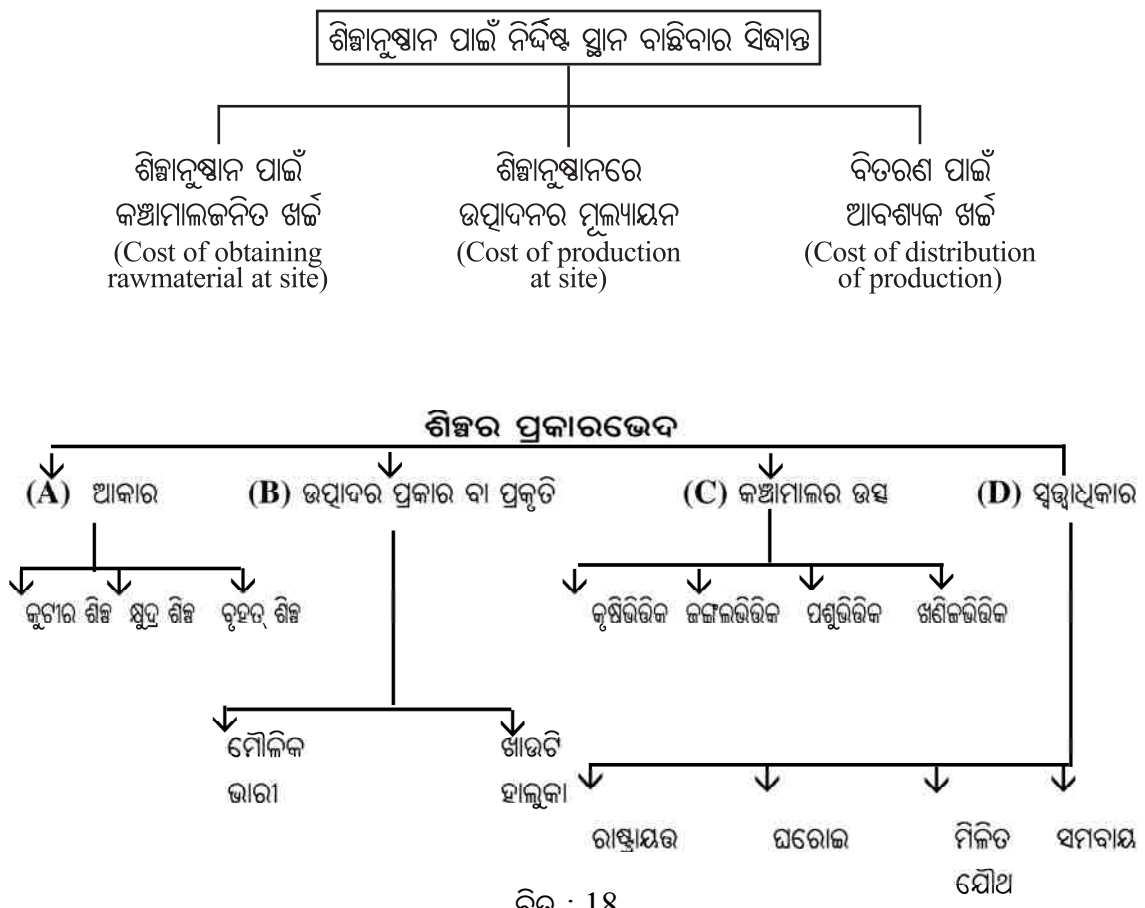 ଶିଳ୍ପାନୁଷ୍ଠାନ ପାଇଁ ନିର୍ଦ୍ଦିଷ୍ଟ ସ୍ଥାନ ବାଛିବାର ସିଦ୍ଧାନ୍ତ
ଶିଳ୍ପାନୁଷ୍ଠାନ ପାଇଁ
କଞ୍ଚାମାଲଜନିତ ଖର୍ଚ୍ଚ
(Cost of obtaining
rawmaterial at site)
ଶିଳ୍ପାନୁଷ୍ଠାନରେ
ଉତ୍ପାଦନର ମୂଲ୍ୟାୟନ
(Cost of production
at site)
ବିତରଣ ପାଇଁ
ଆବଶ୍ୟକ ଖର୍ଚ୍ଚ
(Cost of distribution
of production)
ଶିଳ୍ପର ପ୍ରକାରଭେଦ
(A) ଆକାର (B) ଉତ୍ପାଦର ପ୍ରକାର ବା ପ୍ରକୃତି (C) କଞ୍ଚାମାଲର ଉତ୍ସ (D) ସ୍ୱତ୍ତ୍ୱାଧିକାର
କୁଟୀର ଶିଳ୍ପ କ୍ଷୁଦ୍ର ଶିଳ୍ପ ବୃହତ୍ ଶିଳ୍ପ କୃଷିଭିତ୍ତିକ ଜଙ୍ଗଲଭିତ୍ତିକ ପଶୁଭିତ୍ତିକ ଖଣିଜଭିତ୍ତିକ
ମୌଳିକ ଖାଉଟି
ଭାରୀ ହାଲୁକା
ରାଷ୍ଟ୍ରାୟତ୍ତ ଘରୋଇ ମିଳିତ ସମବାୟ
ଯୌଥ
: 18